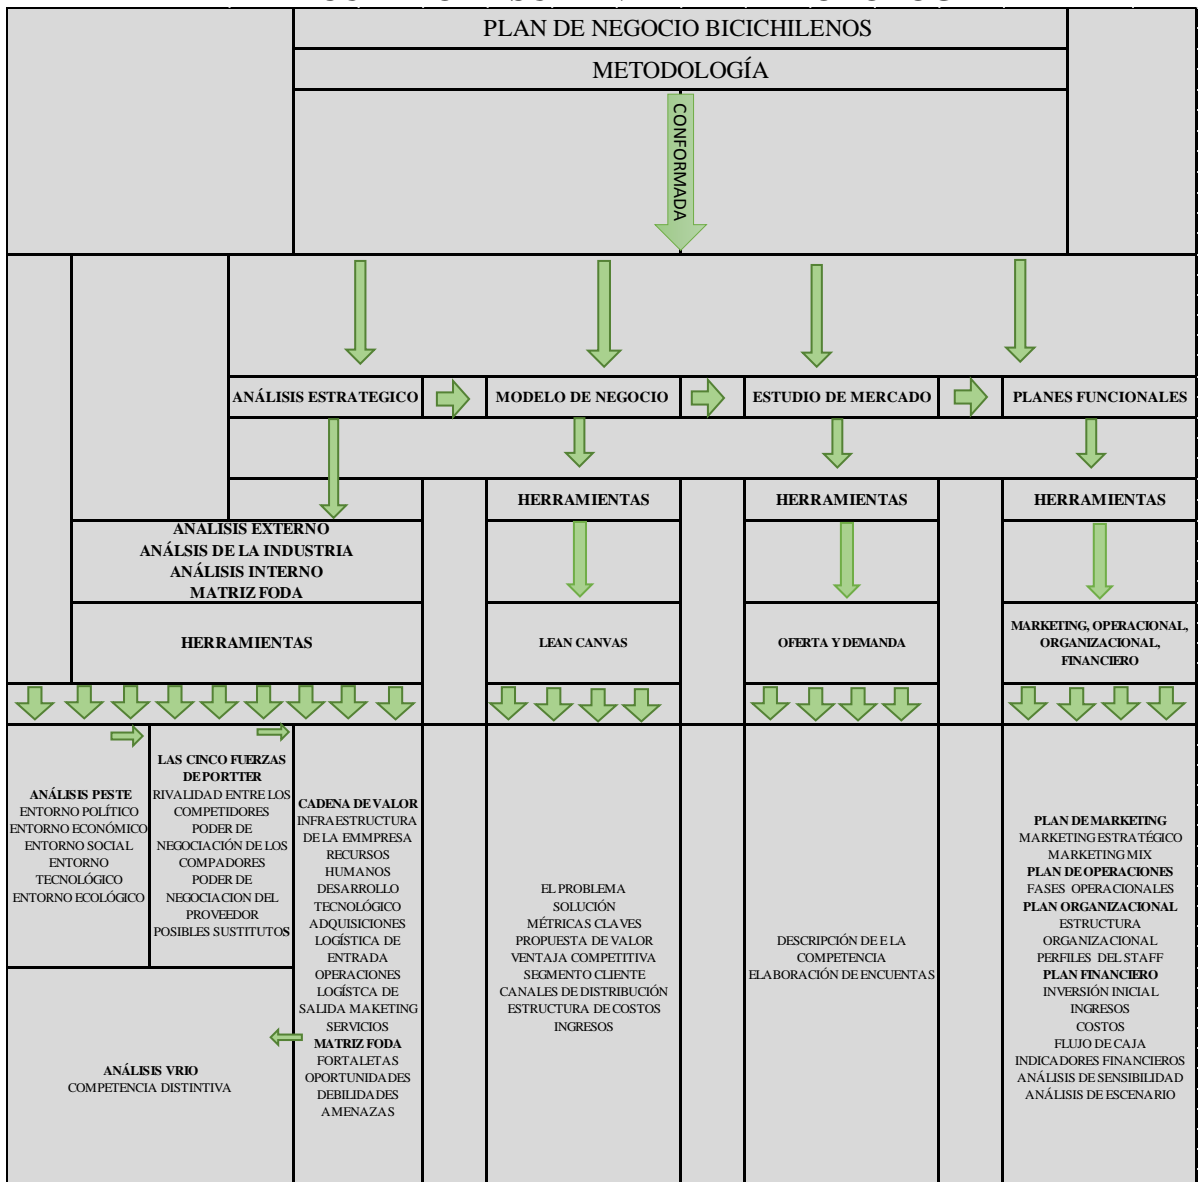 PLAN DE NEGOCIO BICICHILENOS
METODOLOGÍA
CONFORMADA
ANÁLISIS ESTRATEGICO
MODELO DE NEGOCIO
ESTUDIO DE MERCADO
PLANES FUNCIONALES
HERRAMIENTAS
HERRAMIENTAS
HERRAMIENTAS
ANALISIS EXTERNO
ANÁLSIS DE LA INDUSTRIA
ANÁLISIS INTERNO
MATRIZ FODA
HERRAMIENTAS
LEAN CANVAS
OFERTA Y DEMANDA
MARKETING, OPERACIONAL,
ORGANIZACIONAL,
FINANCIERO
ANÁLISIS PESTE
ENTORNO POLÍTICO
ENTORNO ECONÓMICO
ENTORNO SOCIAL
ENTORNO
TECNOLÓGICO
ENTORNO ECOLÓGICO
LAS CINCO FUERZAS
DE PORTTER
RIVALIDAD ENTRE LOS
COMPETIDORES
PODER DE
NEGOCIACIÓN DE LOS
COMPADORES
PODER DE
NEGOCIACION DEL
PROVEEDOR
POSIBLES SUSTITUTOS
CADENA DE VALOR
INFRAESTRUCTURA
DE LA EMMPRESA
RECURSOS
HUMANOS
DESARROLLO
TECNOLÓGICO
ADQUISICIONES
LOGÍSTICA DE
ENTRADA
OPERACIONES
LOGÍSTCA DE
SALIDA MAKETING
SERVICIOS
MATRIZ FODA
FORTALETAS
OPORTUNIDADES
DEBILIDADES
AMENAZAS
ANÁLISIS VRIO
COMPETENCIA DISTINTIVA
EL PROBLEMA
SOLUCIÓN
MÉTRICAS CLAVES
PROPUESTA DE VALOR
VENTAJA COMPETITIVA
SEGMENTO CLIENTE
CANALES DE DISTRIBUCIÓN
ESTRUCTURA DE COSTOS
INGRESOS
DESCRIPCIÓN DE E LA
COMPETENCIA
ELABORACIÓN DE ENCUENTAS
PLAN DE MARKETING
MARKETING ESTRATÉGICO
MARKETING MIX
PLAN DE OPERACIONES
FASES OPERACIONALES
PLAN ORGANIZACIONAL
ESTRUCTURA
ORGANIZACIONAL
PERFILES DEL STAFF
PLAN FINANCIERO
INVERSIÓN INICIAL
INGRESOS
COSTOS
FLUJO DE CAJA
INDICADORES FINANCIEROS
ANÁLISIS DE SENSIBILIDAD
ANÁLISIS DE ESCENARIO